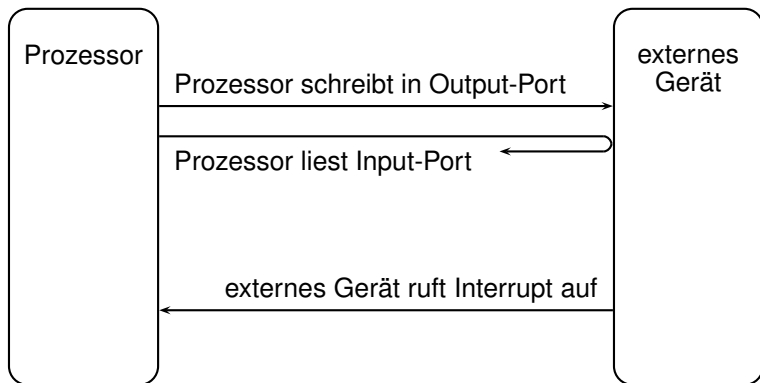 Prozessor
externes
Gerät
Prozessor schreibt in Output-Port
Prozessor liest Input-Port
externes Gerät ruft Interrupt auf